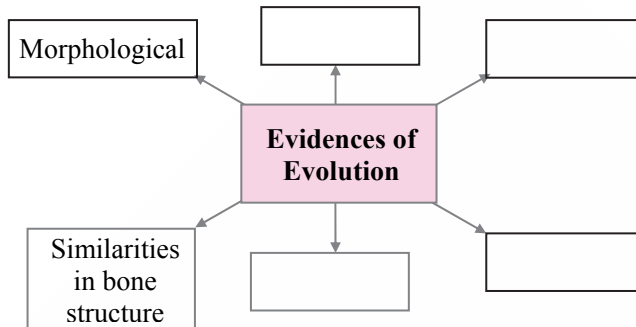 Morphological
Evidences of
Evolution
Similarities
in bone
structure